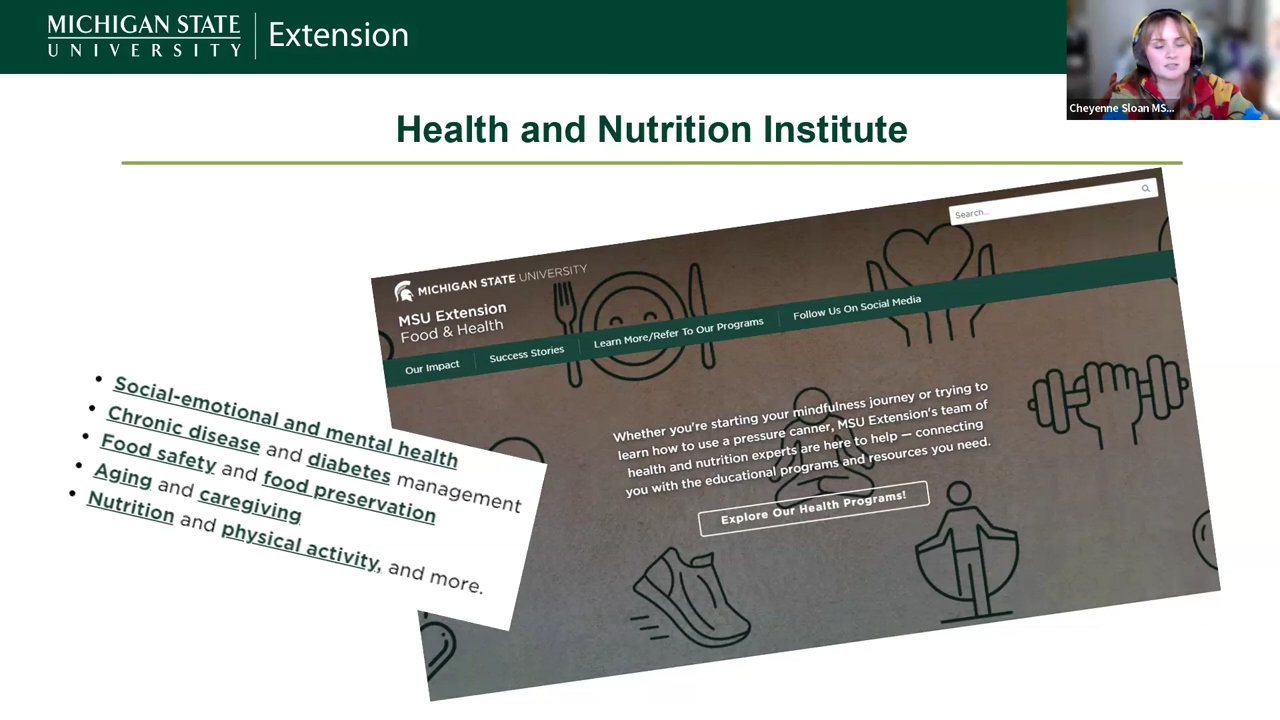 MICHIGAN STATE
UNIVERSITY
Extension
Cheyenne Sloan MS...
Health and Nutrition Institute
Search...
MICHIGAN STATE UNIVERSITY
MSU Extension
Food & Health
Our Impact
Success Stories
Learn More/Refer To Our Programs
Follow Us On Social Media
Whether you're starting your mindfulness journey or trying to
learn how to use a pressure canner, MSU Extension's team of
health and nutrition experts are here to help — connecting
you with the educational programs and resources you need.
Explore Our Health Programs!
• Social-emotional and mental health
• Chronic disease and diabetes management
• Food safety and food preservation
• Aging and caregiving
• Nutrition and physical activity, and more.